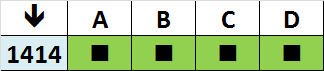 🡻 A B C D
1414 ■ ■ ■ ■